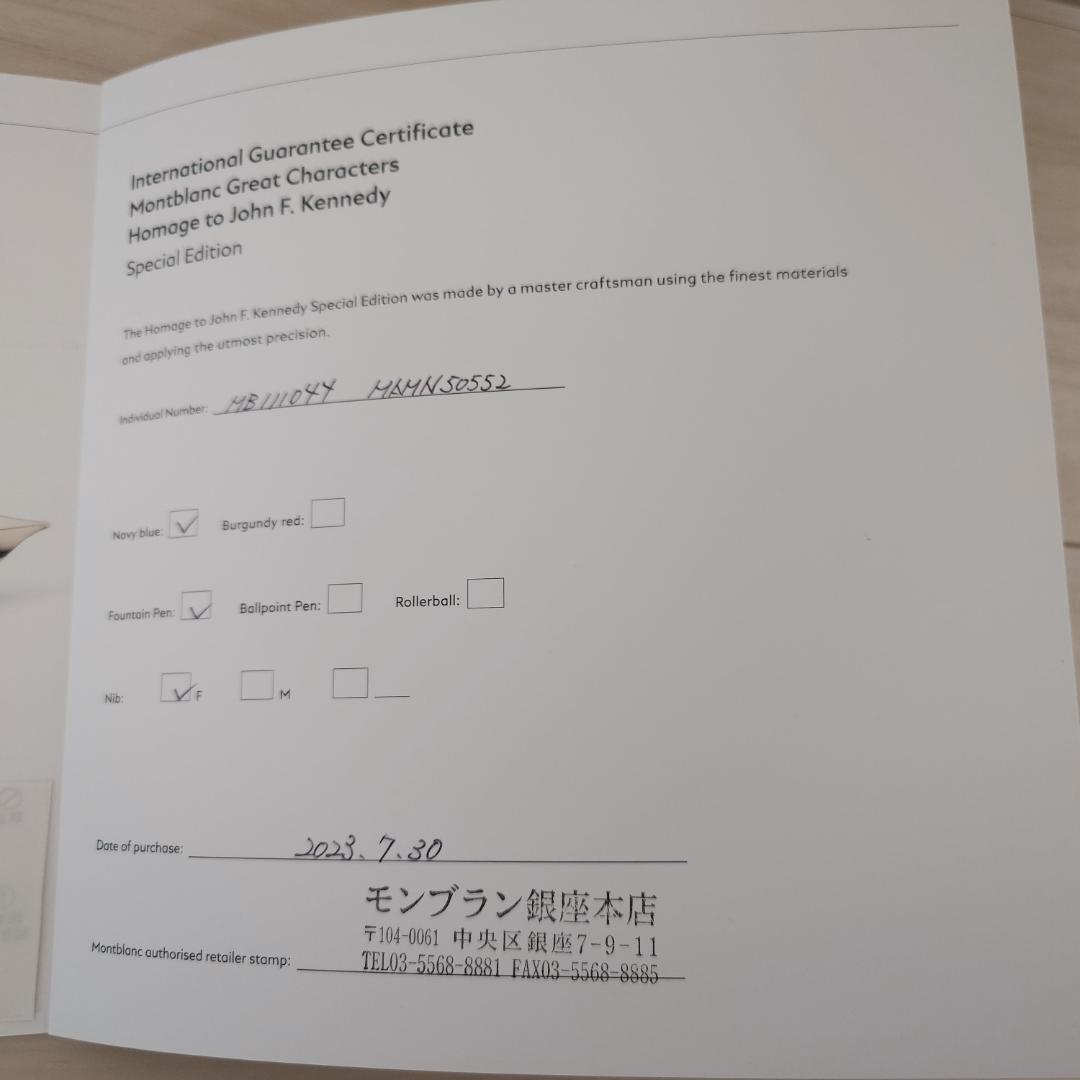 International Guarantee Certificate
Montblanc Great Characters
Homage to John F. Kennedy
Special Edition
The Homage to John F. Kennedy Special Edition was made by a master craftsman using the finest materials
and applying the utmost precision.
Individual Number: MB111044 MAMN50552
Navy blue: Burgundy red:
Fountain Pen: Ballpoint Pen: Rollerball:
Nib: F M
Date of purchase: 2023.7.30
モンブラン銀座本店
〒104-0061 中央区銀座7-9-11
Montblanc authorised retailer stamp: TEL03-5568-8881 FAX03-5568-8885